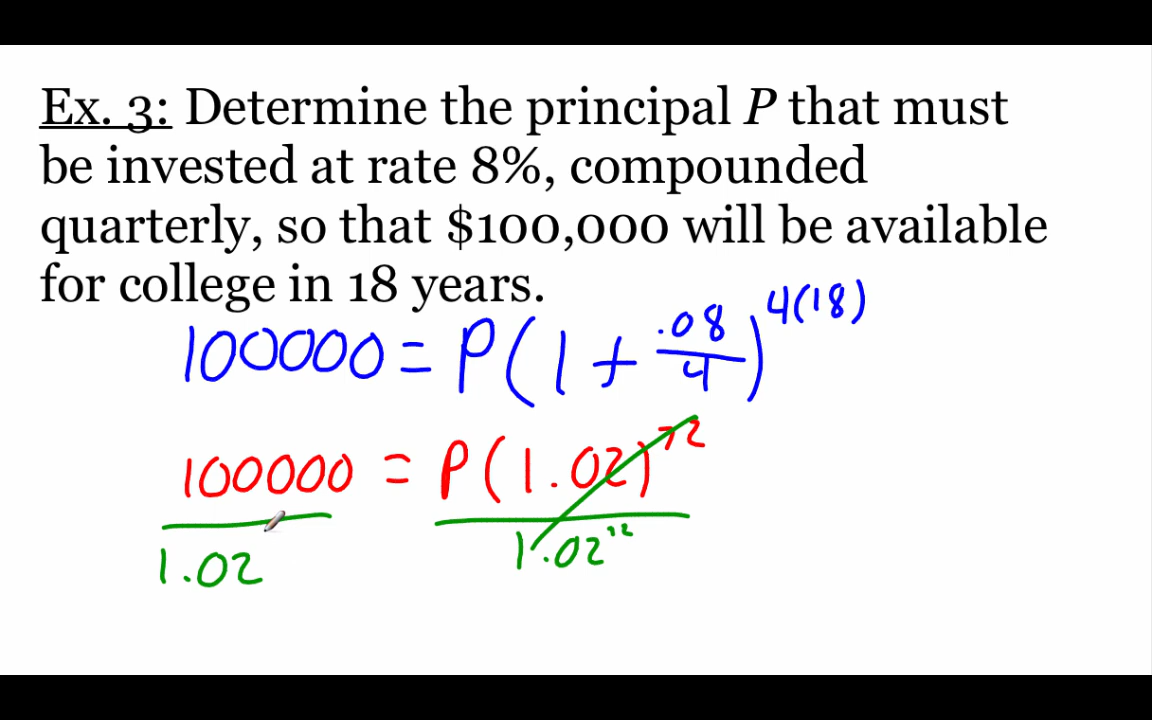 Ex. 3: Determine the principal P that must
be invested at rate 8%, compounded
quarterly, so that $100,000 will be available
for college in 18 years.
100000 = P(1 + .08/4)^4(18)
100000 = P(1.02)^72
1.02 1.02^72